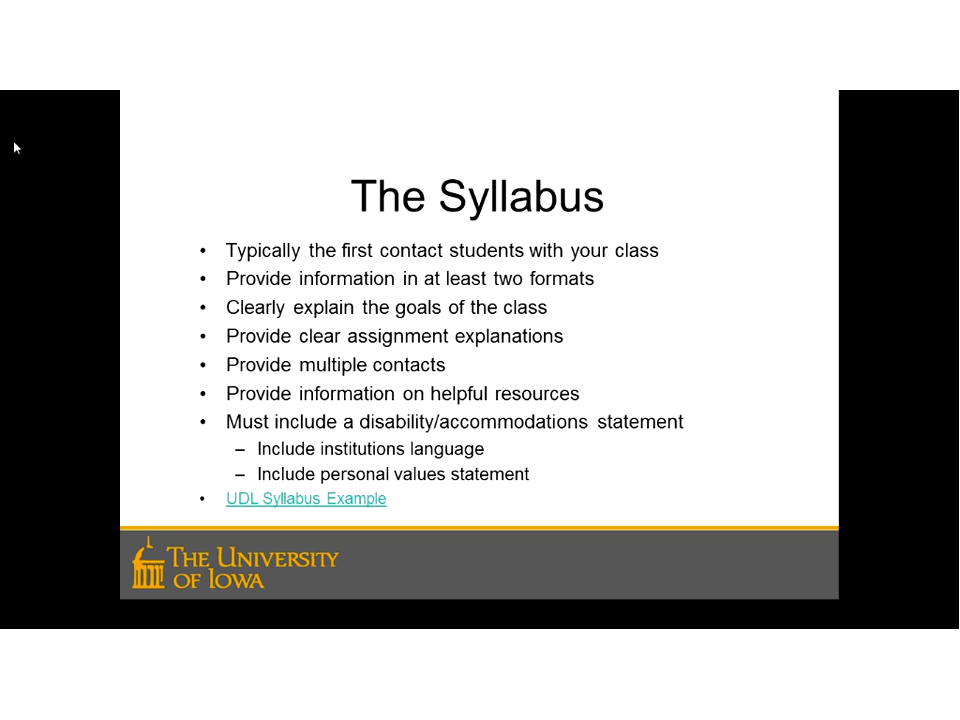 The Syllabus
• Typically the first contact students with your class
• Provide information in at least two formats
• Clearly explain the goals of the class
• Provide clear assignment explanations
• Provide multiple contacts
• Provide information on helpful resources
• Must include a disability/accommodations statement
– Include institutions language
– Include personal values statement
• UDL Syllabus Example
THE UNIVERSITY
OF IOWA